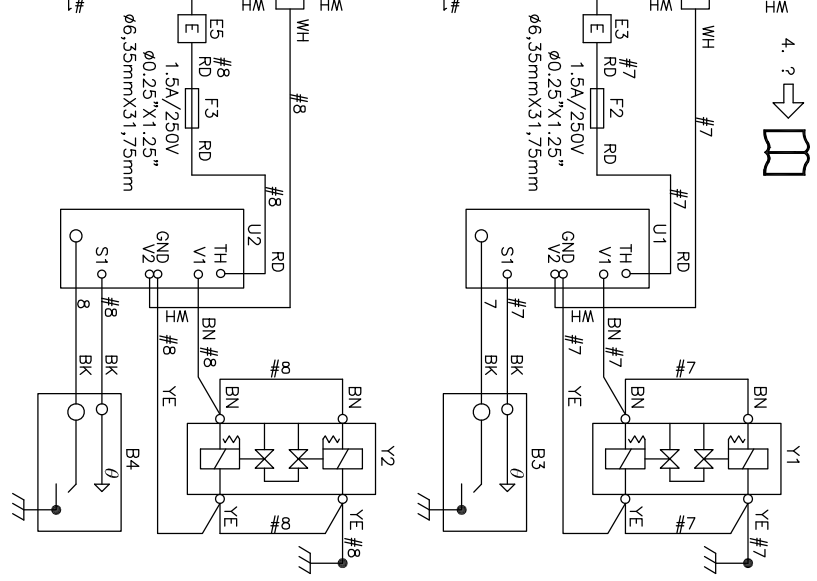 4. ?
WH
WH
#7
E3
E
#7
RD
F2
RD
1.5A/250V
ø0.25"X1.25"
ø6,35mmX31,75mm
#7
RD
U1
TH
V1
GND
V2
S1
WH
BN #7
#7
YE
#7
BK
7
BK
#7
BN
BN
Y1
YE
YE
#7
#7
B3
θ
#1
WH
WH
WH
#8
E5
E
#8
RD
F3
RD
1.5A/250V
ø0.25"X1.25"
ø6,35mmX31,75mm
#8
RD
U2
TH
V1
GND
V2
S1
WH
BN #8
#8
YE
#8
BK
8
BK
#8
BN
BN
Y2
YE
YE
#8
#8
B4
θ
#1
WH